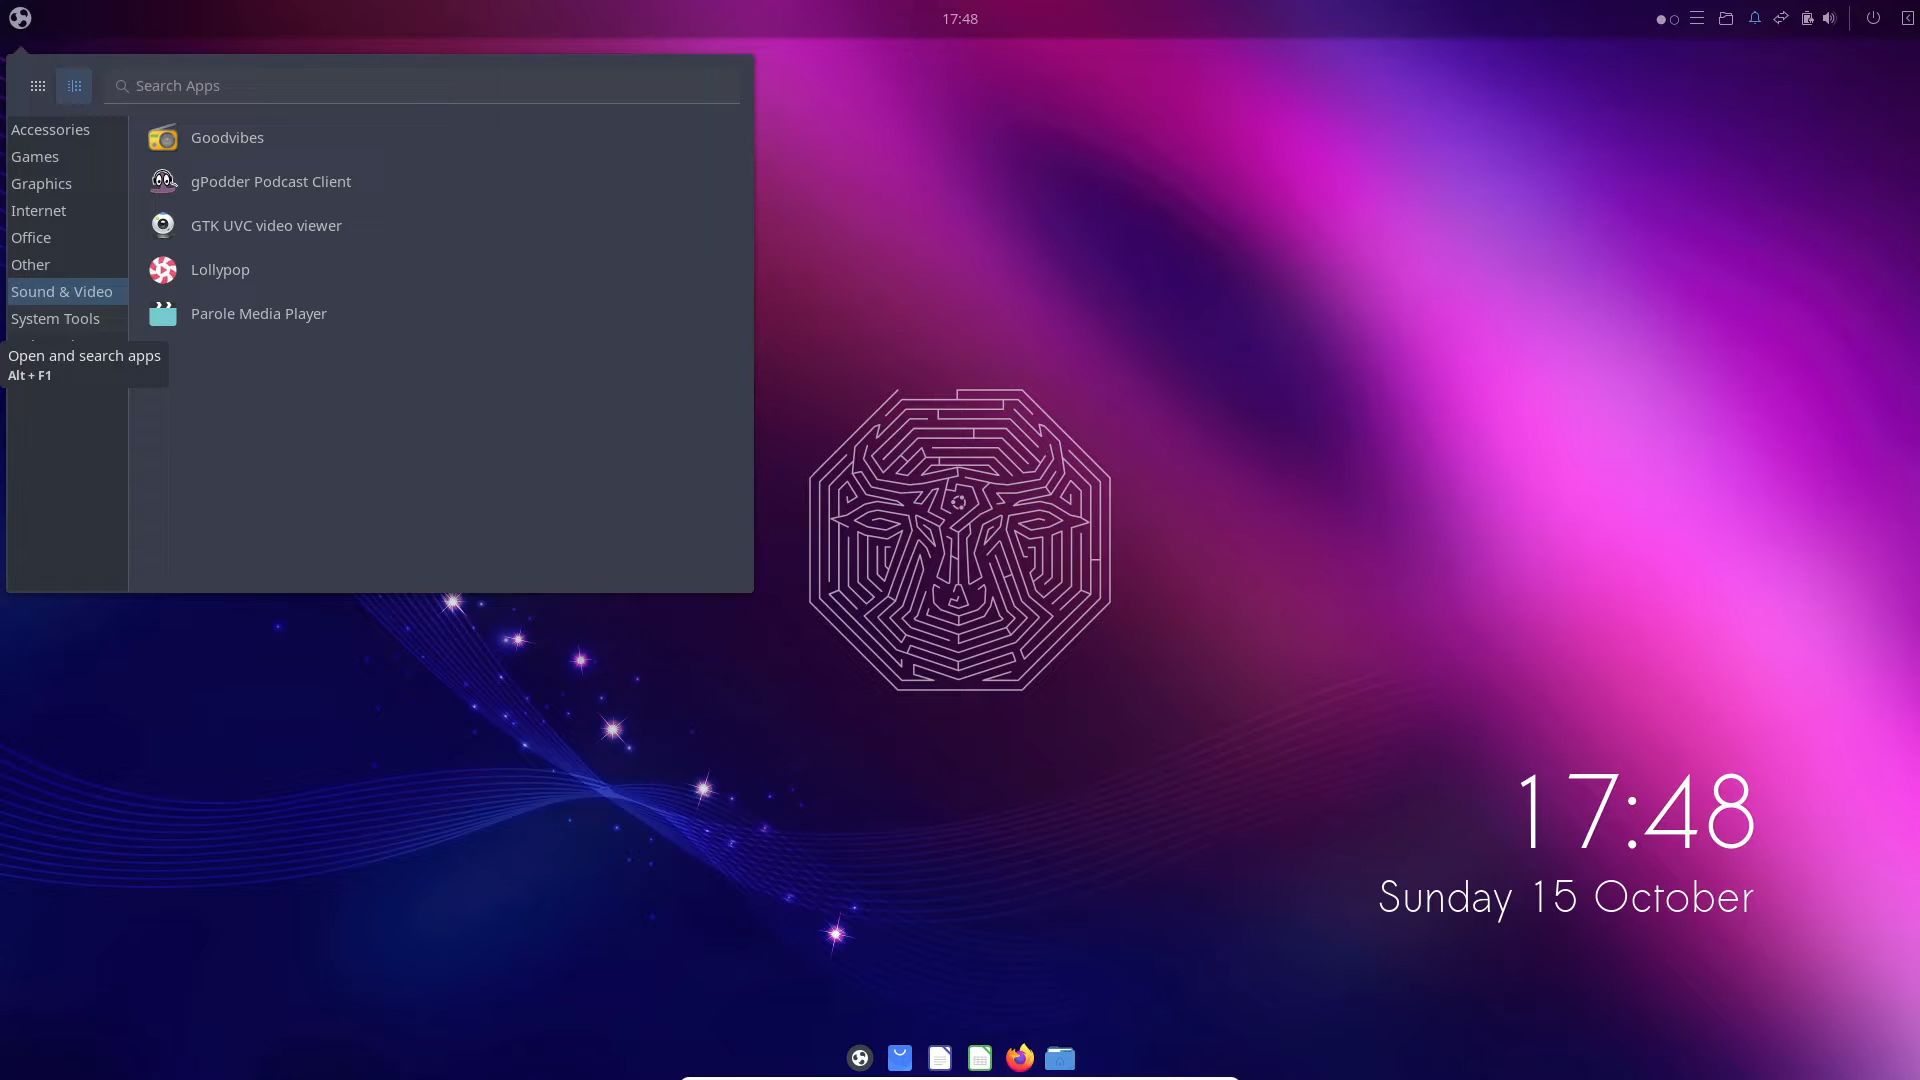 17:48
Search Apps
Accessories
Games
Graphics
Internet
Office
Other
Sound & Video
System Tools
Goodvibes
gPodder Podcast Client
GTK UVC video viewer
Lollypop
Parole Media Player
Open and search apps
Alt + F1
17:48
Sunday 15 October